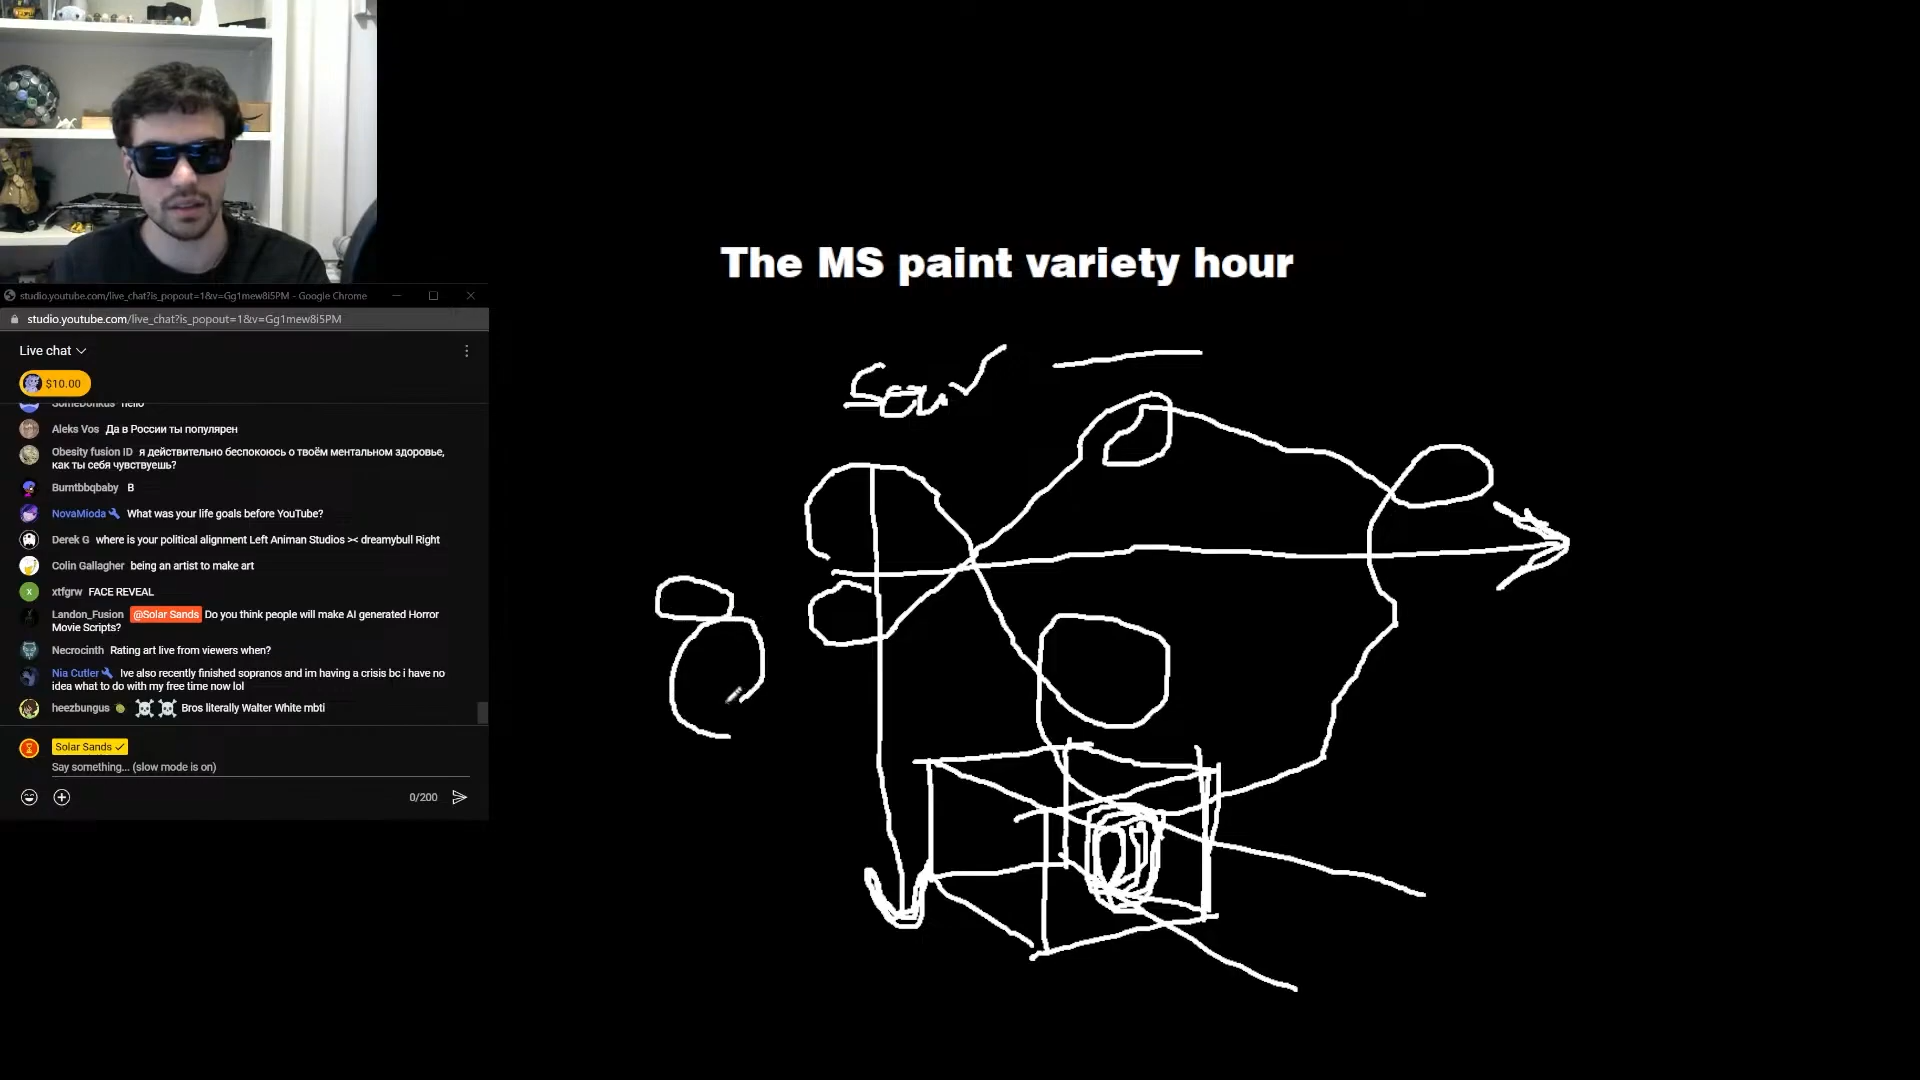 The MS paint variety hour
studio.youtube.com/live_chat?is_popout=1&v=Gg1mew8i5PM - Google Chrome
studio.youtube.com/live_chat?is_popout=1&v=Gg1mew8i5PM
Live chat
$10.00
Aleks Vos Да в России ты популярен
Obesity fusion ID я действительно беспокоюсь о твоём ментальном здоровье,
как ты себя чувствуешь?
Burntbbqbaby B
NovaMioda What was your life goals before YouTube?
Derek G where is your political alignment Left Animan Studios >< dreamybull Right
Colin Gallagher being an artist to make art
x
xtfgrw FACE REVEAL
Landon_Fusion @Solar Sands Do you think people will make AI generated Horror
Movie Scripts?
Necrocinth Rating art live from viewers when?
Nia Cutler Ive also recently finished sopranos and im having a crisis bc i have no
idea what to do with my free time now lol
heezbungus Bros literally Walter White mbti
Solar Sands
Say something... (slow mode is on)
0/200